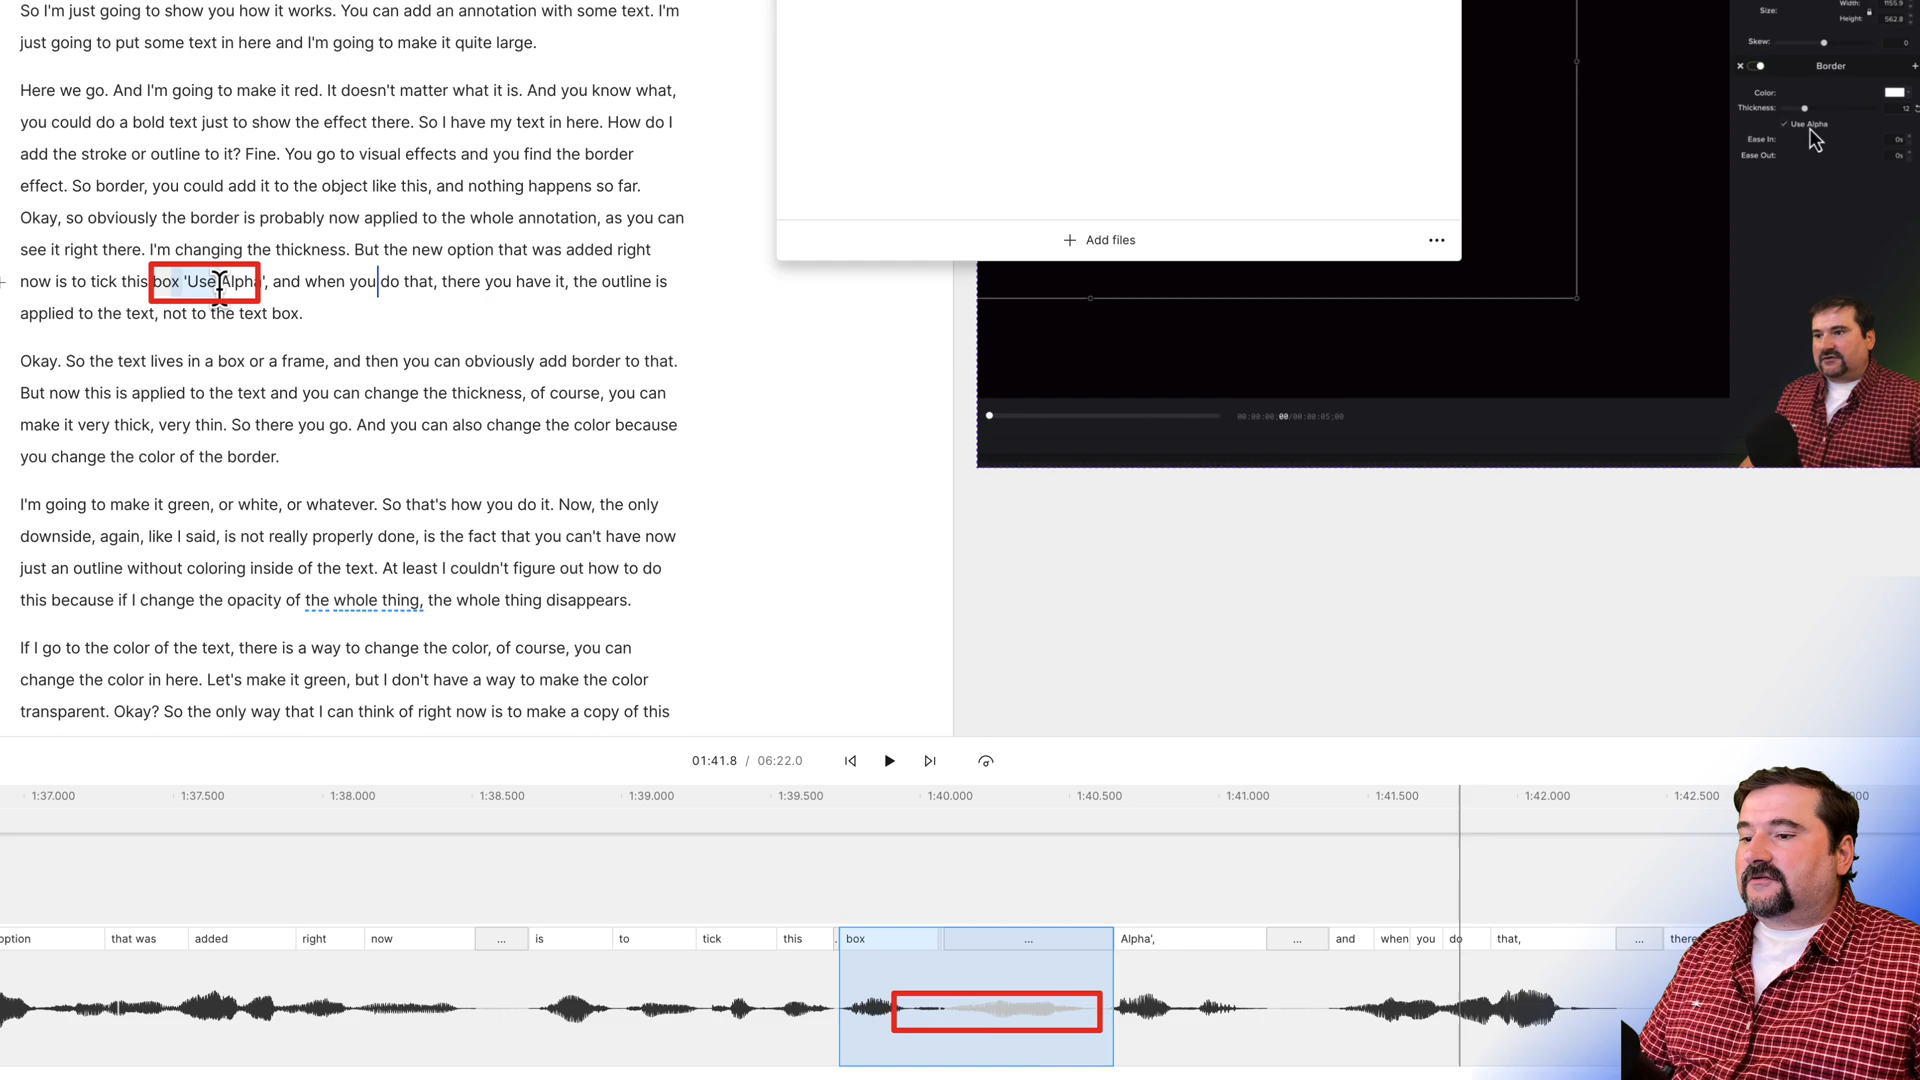 So I'm just going to show you how it works. You can add an annotation with some text. I'm
just going to put some text in here and I'm going to make it quite large.
Here we go. And I'm going to make it red. It doesn't matter what it is. And you know what,
you could do a bold text just to show the effect there. So I have my text in here. How do I
add the stroke or outline to it? Fine. You go to visual effects and you find the border
effect. So border, you could add it to the object like this, and nothing happens so far.
Okay, so obviously the border is probably now applied to the whole annotation, as you can
see it right there. I'm changing the thickness. But the new option that was added right
now is to tick this box 'Use Alpha', and when you do that, there you have it, the outline is
applied to the text, not to the text box.
Okay. So the text lives in a box or a frame, and then you can obviously add border to that.
But now this is applied to the text and you can change the thickness, of course, you can
make it very thick, very thin. So there you go. And you can also change the color because
you change the color of the border.
I'm going to make it green, or white, or whatever. So that's how you do it. Now, the only
downside, again, like I said, is not really properly done, is the fact that you can't have now
just an outline without coloring inside of the text. At least I couldn't figure out how to do
this because if I change the opacity of the whole thing, the whole thing disappears.
If I go to the color of the text, there is a way to change the color, of course, you can
change the color in here. Let's make it green, but I don't have a way to make the color
transparent. Okay? So the only way that I can think of right now is to make a copy of this
+ Add files ...
Size:
Width: 1155.9
Height: 562.8
Skew: 0
Border
Color:
Thickness: 12
Use Alpha
Ease In: 0s
Ease Out: 0s
00:00:00;00/00:00:05;00
01:41.8 / 06:22.0
1:37.000 1:37.500 1:38.000 1:38.500 1:39.000 1:39.500 1:40.000 1:40.500 1:41.000 1:41.500 1:42.000 1:42.500
option that was added right now ... is to tick this . box ... Alpha', ... and when you do that, ... there